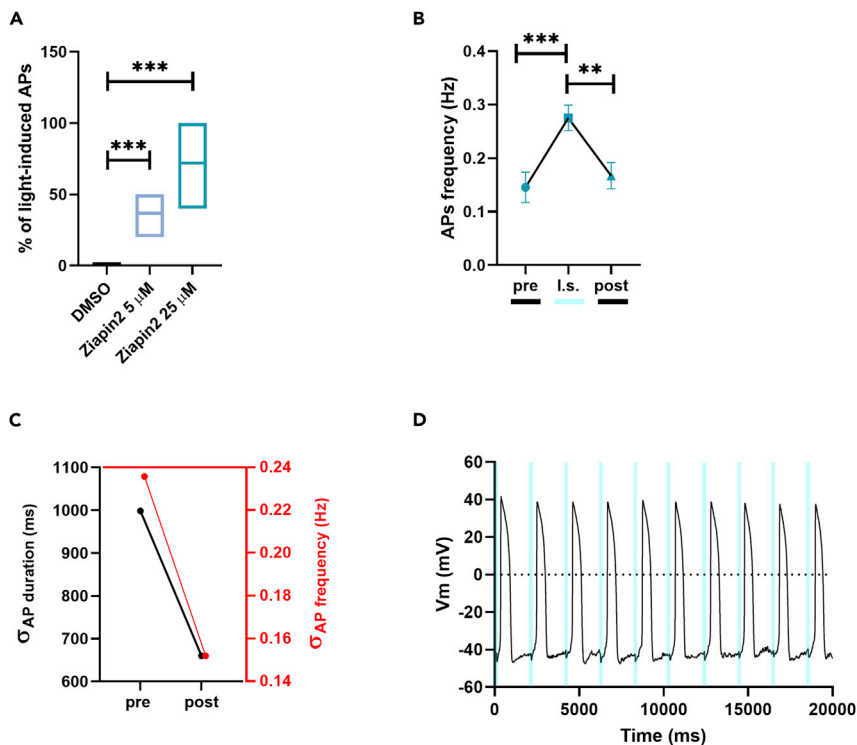 A
% of light-induced APs
150
100
50
0
***
***
DMSO
Ziapin2 5 μM
Ziapin2 25 μM
B
APs frequency (Hz)
0.4
0.3
0.2
0.1
0.0
***
**
pre
l.s.
post
C
σAP duration (ms)
1100
1000
900
800
700
600
pre
post
0.24
0.22
0.20
0.18
0.16
0.14
σAP frequency (Hz)
D
Vm (mV)
60
40
20
0
-20
-40
-60
0
5000
10000
15000
20000
Time (ms)